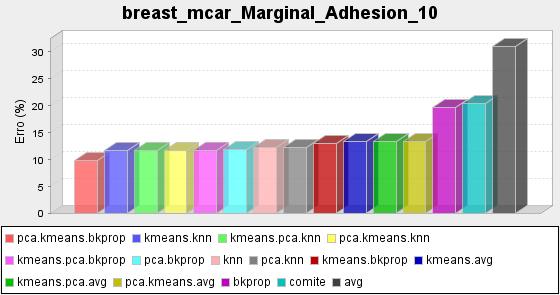 breast_mcar_Marginal_Adhesion_10
Erro (%)
30
25
20
15
10
5
0
pca.kmeans.bkprop kmeans.knn kmeans.pca.knn pca.kmeans.knn
kmeans.pca.bkprop pca.bkprop knn pca.knn kmeans.bkprop kmeans.avg
kmeans.pca.avg pca.kmeans.avg bkprop comite avg